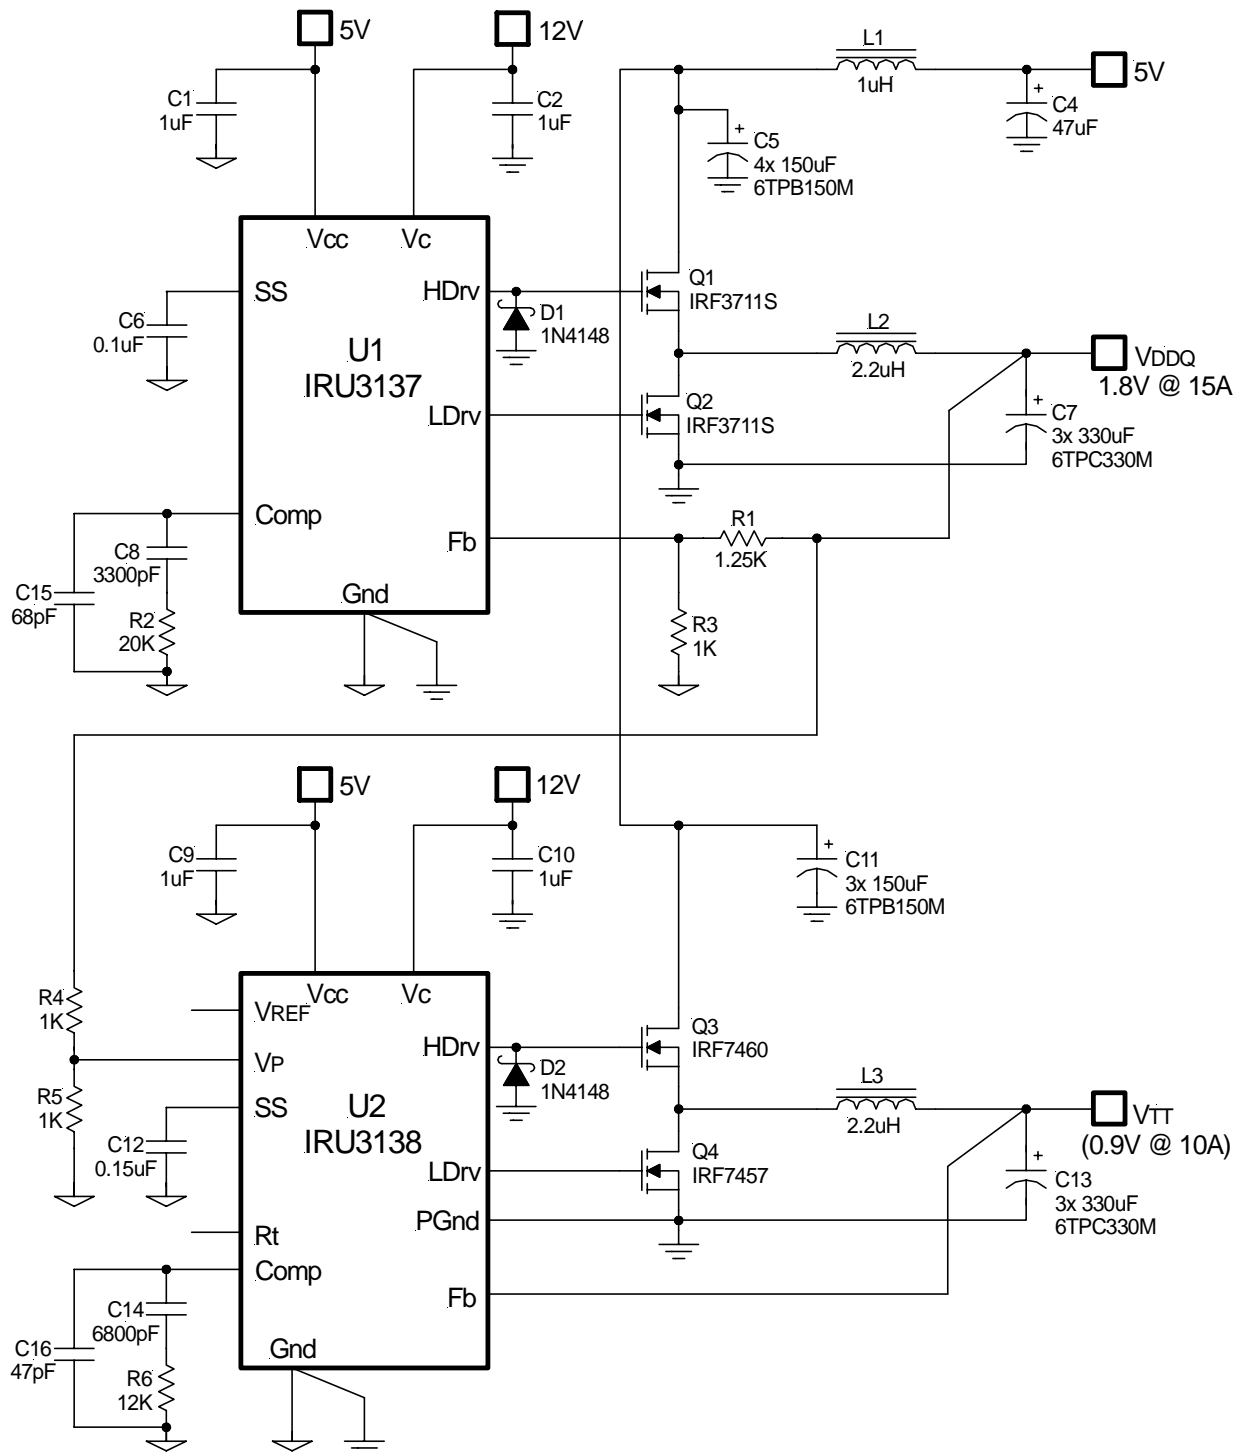 5V
12V
L1
1uH
5V
C1
1uF
C2
1uF
+
C4
47uF
+
C5
4x 150uF
6TPB150M
Vcc
Vc
SS
HDrv
Q1
IRF3711S
D1
1N4148
C6
0.1uF
U1
IRU3137
L2
2.2uH
VDDQ
1.8V @ 15A
LDrv
Q2
IRF3711S
+
C7
3x 330uF
6TPC330M
Comp
Fb
R1
1.25K
C8
3300pF
C15
68pF
R2
20K
Gnd
R3
1K
5V
12V
C9
1uF
C10
1uF
+
C11
3x 150uF
6TPB150M
Vcc
Vc
R4
1K
VREF
VP
HDrv
Q3
IRF7460
D2
1N4148
R5
1K
SS
U2
IRU3138
L3
2.2uH
VTT
(0.9V @ 10A)
C12
0.15uF
LDrv
Q4
IRF7457
+
C13
3x 330uF
6TPC330M
PGnd
Rt
Comp
Fb
C14
6800pF
C16
47pF
R6
12K
Gnd